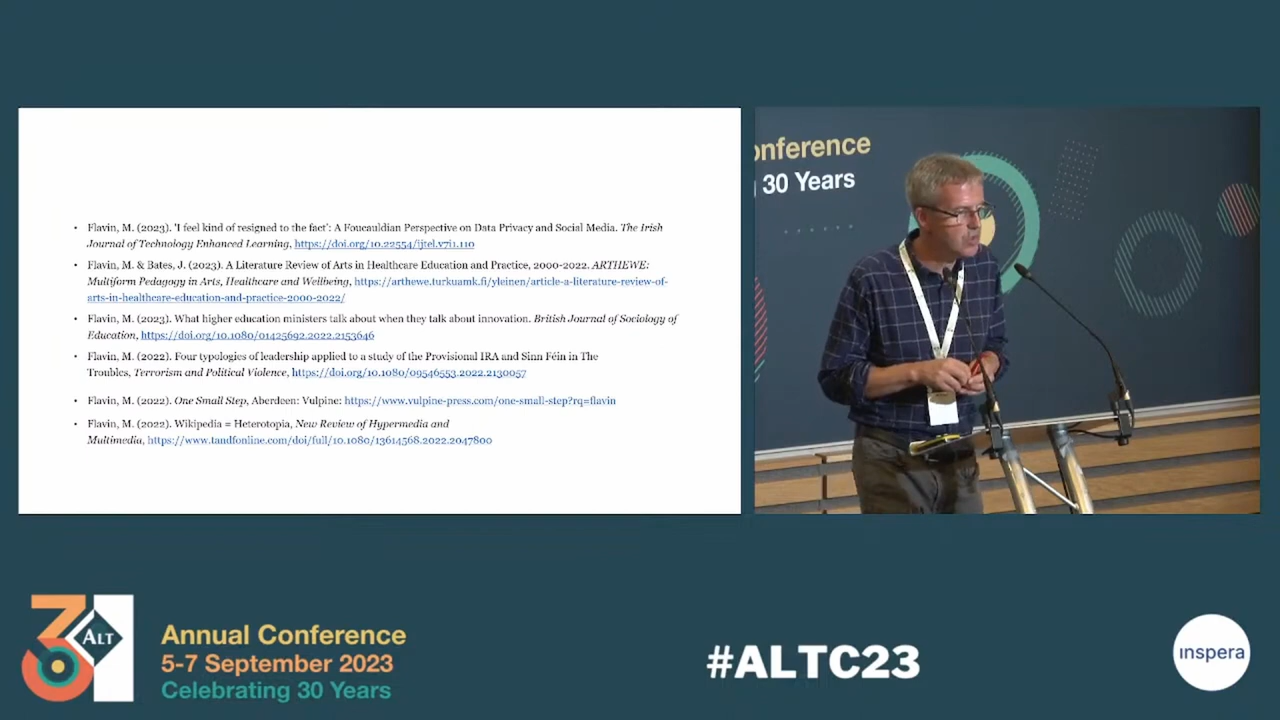 Flavin, M. (2023). 'I feel kind of resigned to the fact': A Foucauldian Perspective on Data Privacy and Social Media. The Irish
Journal of Technology Enhanced Learning, https://doi.org/10.22554/ijtel.v7i1.110
Flavin, M. & Bates, J. (2023). A Literature Review of Arts in Healthcare Education and Practice, 2000-2022. ARTHEWE:
Multiform Pedagogy in Arts, Healthcare and Wellbeing, https://arthewe.turkuamk.fi/yleinen/article-a-literature-review-of-
arts-in-healthcare-education-and-practice-2000-2022/
Flavin, M. (2023). What higher education ministers talk about when they talk about innovation. British Journal of Sociology of
Education, https://doi.org/10.1080/01425692.2022.2153646
Flavin, M. (2022). Four typologies of leadership applied to a study of the Provisional IRA and Sinn Féin in The
Troubles, Terrorism and Political Violence, https://doi.org/10.1080/09546553.2022.2130057
Flavin, M. (2022). One Small Step, Aberdeen: Vulpine: https://www.vulpine-press.com/one-small-step?rq=flavin
Flavin, M. (2022). Wikipedia = Heterotopia, New Review of Hypermedia and
Multimedia, https://www.tandfonline.com/doi/full/10.1080/13614568.2022.2047800
onference
30 Years
30
ALT
Annual Conference
5-7 September 2023
Celebrating 30 Years
#ALTC23
inspera